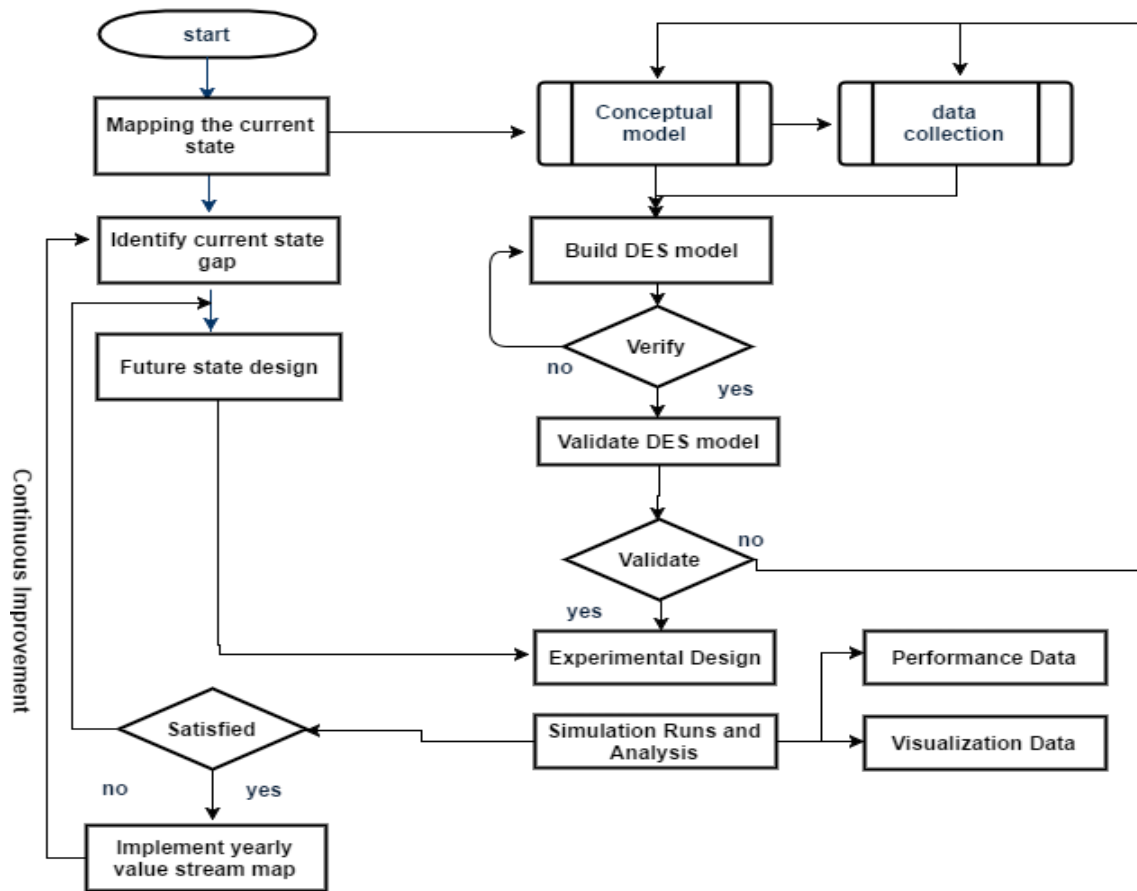 start
Mapping the current
state
Conceptual
model
data
collection
Identify current state
gap
Build DES model
Future state design
Verify
no
yes
Validate DES model
Continuous Improvement
Validate
no
yes
Experimental Design
Performance Data
Satisfied
Simulation Runs and
Analysis
Visualization Data
no
yes
Implement yearly
value stream map